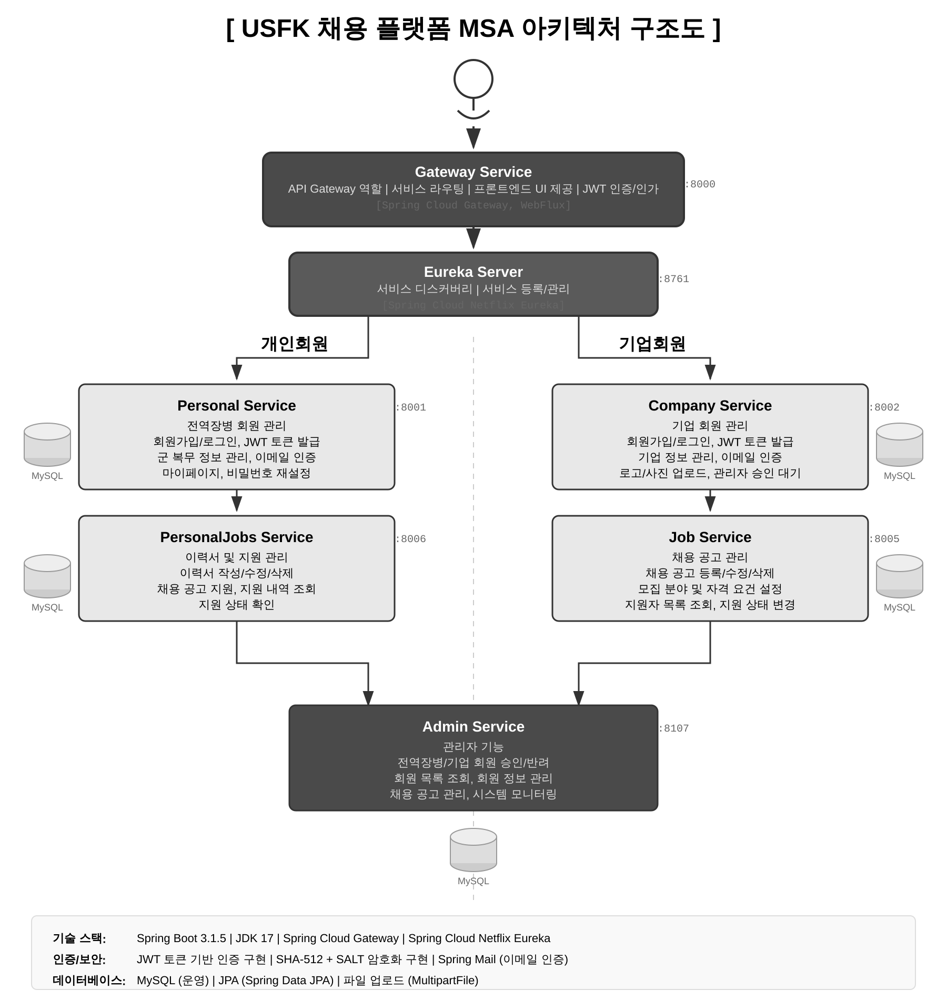 [ USFK 채용 플랫폼 MSA 아키텍처 구조도 ]
Gateway Service
API Gateway 역할 | 서비스 라우팅 | 프론트엔드 UI 제공 | JWT 인증/인가
[Spring Cloud Gateway, WebFlux]
:8000
Eureka Server
서비스 디스커버리 | 서비스 등록/관리
[Spring Cloud Netflix Eureka]
:8761
개인회원
기업회원
Personal Service
전역장병 회원 관리
회원가입/로그인, JWT 토큰 발급
군 복무 정보 관리, 이메일 인증
마이페이지, 비밀번호 재설정
:8001
MySQL
Company Service
기업 회원 관리
회원가입/로그인, JWT 토큰 발급
기업 정보 관리, 이메일 인증
로고/사진 업로드, 관리자 승인 대기
:8002
MySQL
PersonalJobs Service
이력서 및 지원 관리
이력서 작성/수정/삭제
채용 공고 지원, 지원 내역 조회
지원 상태 확인
:8006
MySQL
Job Service
채용 공고 관리
채용 공고 등록/수정/삭제
모집 분야 및 자격 요건 설정
지원자 목록 조회, 지원 상태 변경
:8005
MySQL
Admin Service
관리자 기능
전역장병/기업 회원 승인/반려
회원 목록 조회, 회원 정보 관리
채용 공고 관리, 시스템 모니터링
:8107
MySQL
기술 스택: Spring Boot 3.1.5 | JDK 17 | Spring Cloud Gateway | Spring Cloud Netflix Eureka
인증/보안: JWT 토큰 기반 인증 구현 | SHA-512 + SALT 암호화 구현 | Spring Mail (이메일 인증)
데이터베이스: MySQL (운영) | JPA (Spring Data JPA) | 파일 업로드 (MultipartFile)